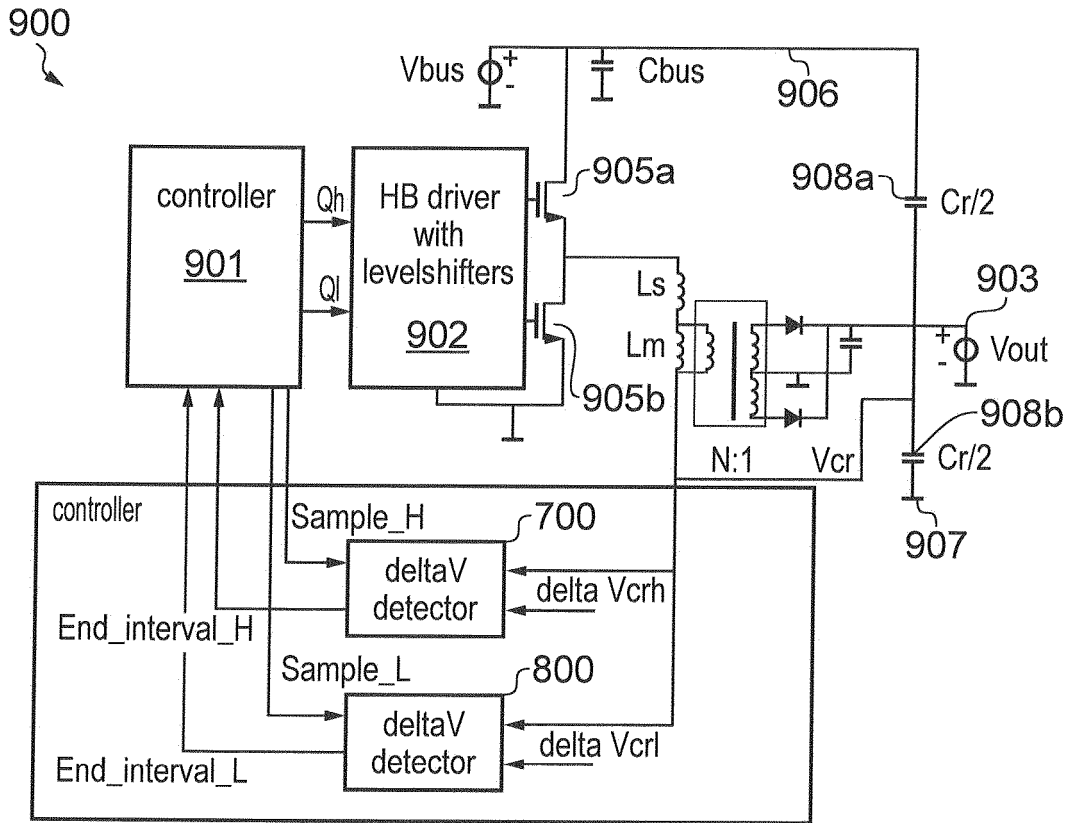 900
Vbus
+
-
Cbus
906
controller
901
Qh
Ql
HB driver
with
levelshifters
902
905a
905b
908a
Cr/2
Ls
Lm
903
+
-
Vout
N:1
Vcr
908b
Cr/2
907
controller
Sample_H
700
deltaV
detector
delta Vcrh
End_interval_H
Sample_L
800
deltaV
detector
delta Vcrl
End_interval_L